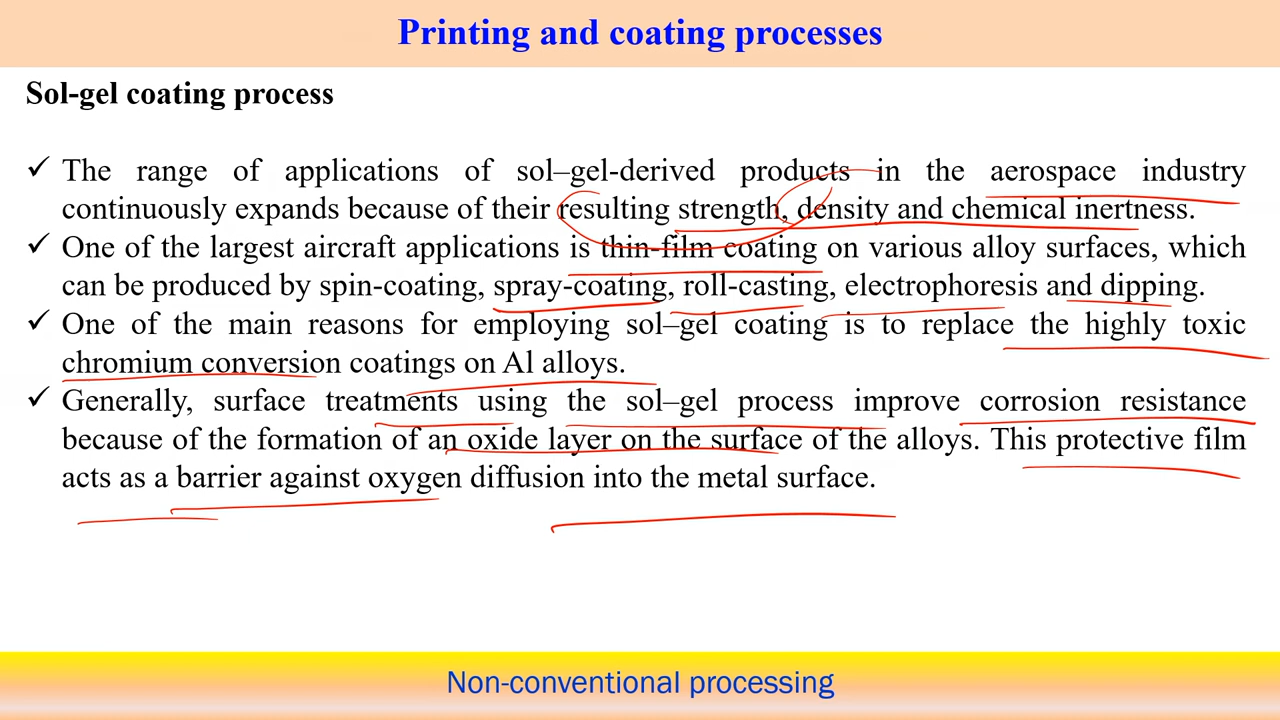 Printing and coating processes
Sol-gel coating process
✓ The range of applications of sol–gel-derived products in the aerospace industry
continuously expands because of their resulting strength, density and chemical inertness.
✓ One of the largest aircraft applications is thin-film coating on various alloy surfaces, which
can be produced by spin-coating, spray-coating, roll-casting, electrophoresis and dipping.
✓ One of the main reasons for employing sol–gel coating is to replace the highly toxic
chromium conversion coatings on Al alloys.
✓ Generally, surface treatments using the sol–gel process improve corrosion resistance
because of the formation of an oxide layer on the surface of the alloys. This protective film
acts as a barrier against oxygen diffusion into the metal surface.
Non-conventional processing